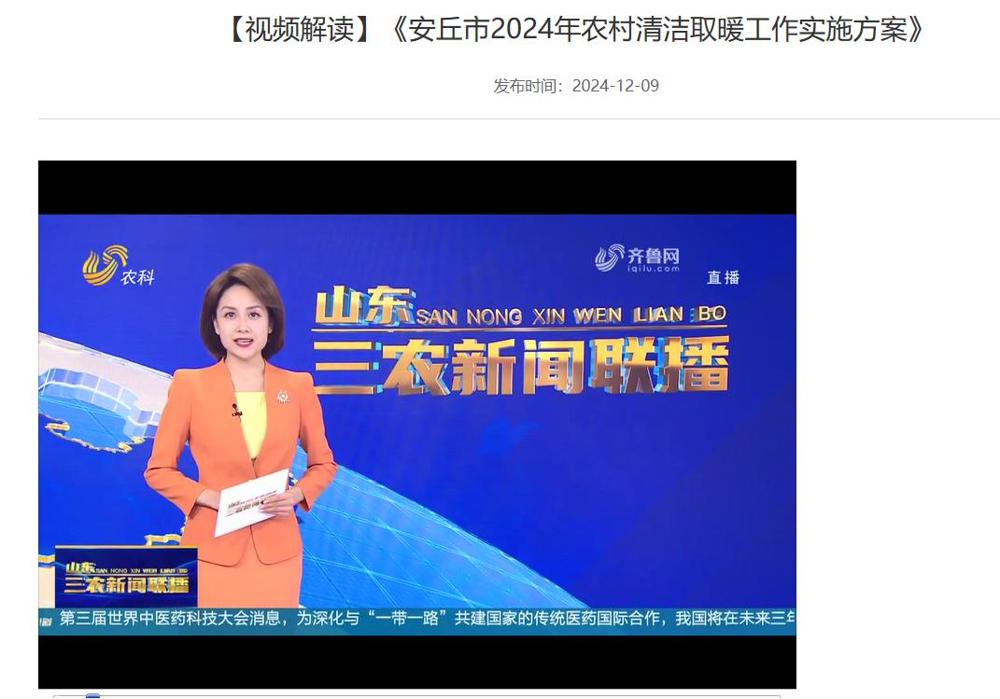 【视频解读】《安丘市2024年农村清洁取暖工作实施方案》
发布时间：2024-12-09
农科
齐鲁网
iqilu.com
直播
山东 SAN NONG XIN WEN LIAN BO
三农新闻联播
山东 SAN NONG XIN WEN LIAN BO
三农新闻联播
第三届世界中医药科技大会消息，为深化与“一带一路”共建国家的传统医药国际合作，我国将在未来三年